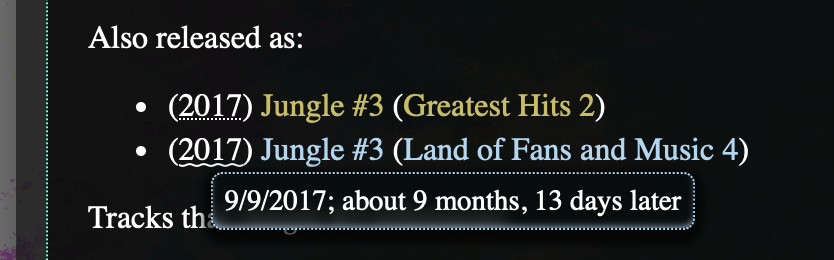 Also released as:
• (2017) Jungle #3 (Greatest Hits 2)
• (2017) Jungle #3 (Land of Fans and Music 4)
9/9/2017; about 9 months, 13 days later
Tracks